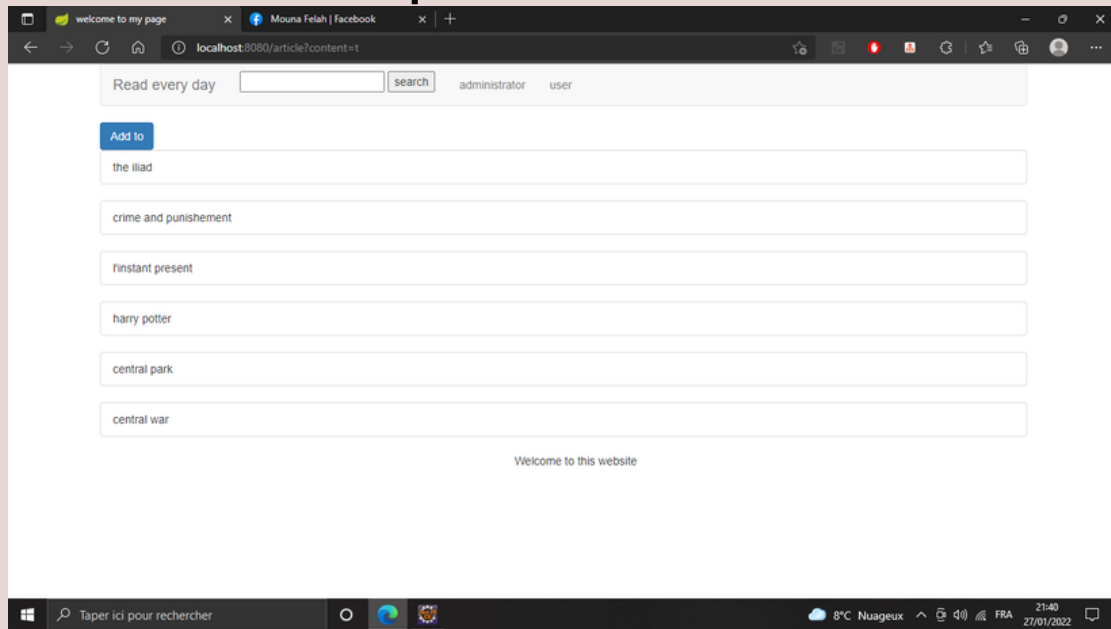 welcome to my page
Mouna Felah | Facebook
localhost:8080/article?content=t
Read every day
search
administrator
user
Add to
the iliad
crime and punishement
l'instant present
harry potter
central park
central war
Welcome to this website
Taper ici pour rechercher
8°C Nuageux
FRA
21:40
27/01/2022